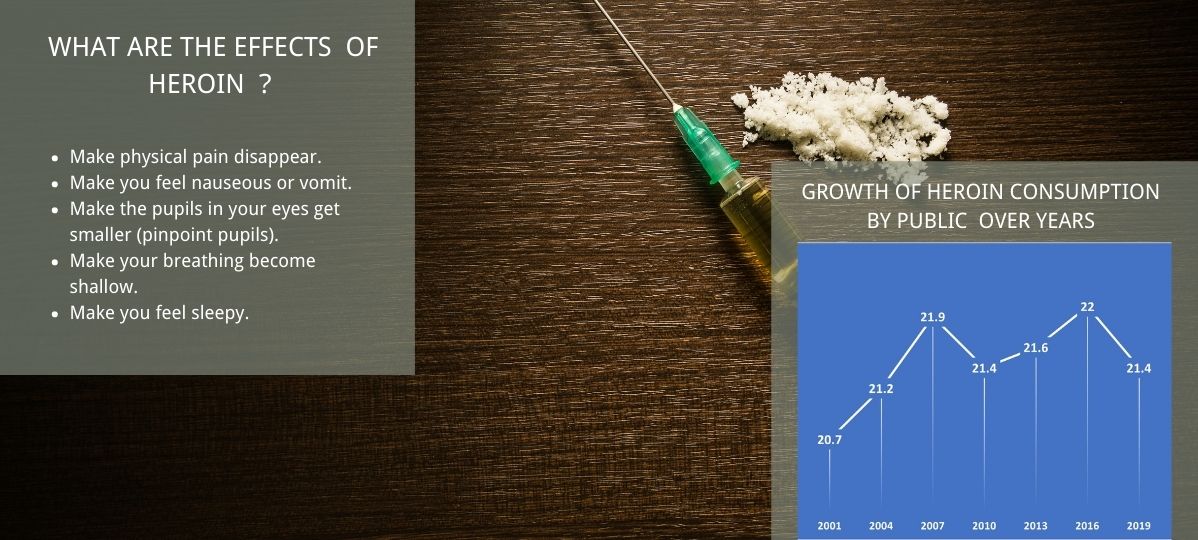 WHAT ARE THE EFFECTS OF
HEROIN ?
• Make physical pain disappear.
• Make you feel nauseous or vomit.
• Make the pupils in your eyes get
smaller (pinpoint pupils).
• Make your breathing become
shallow.
• Make you feel sleepy.
GROWTH OF HEROIN CONSUMPTION
BY PUBLIC OVER YEARS
20.7
21.2
21.9
21.4
21.6
22
21.4
2001 2004 2007 2010 2013 2016 2019